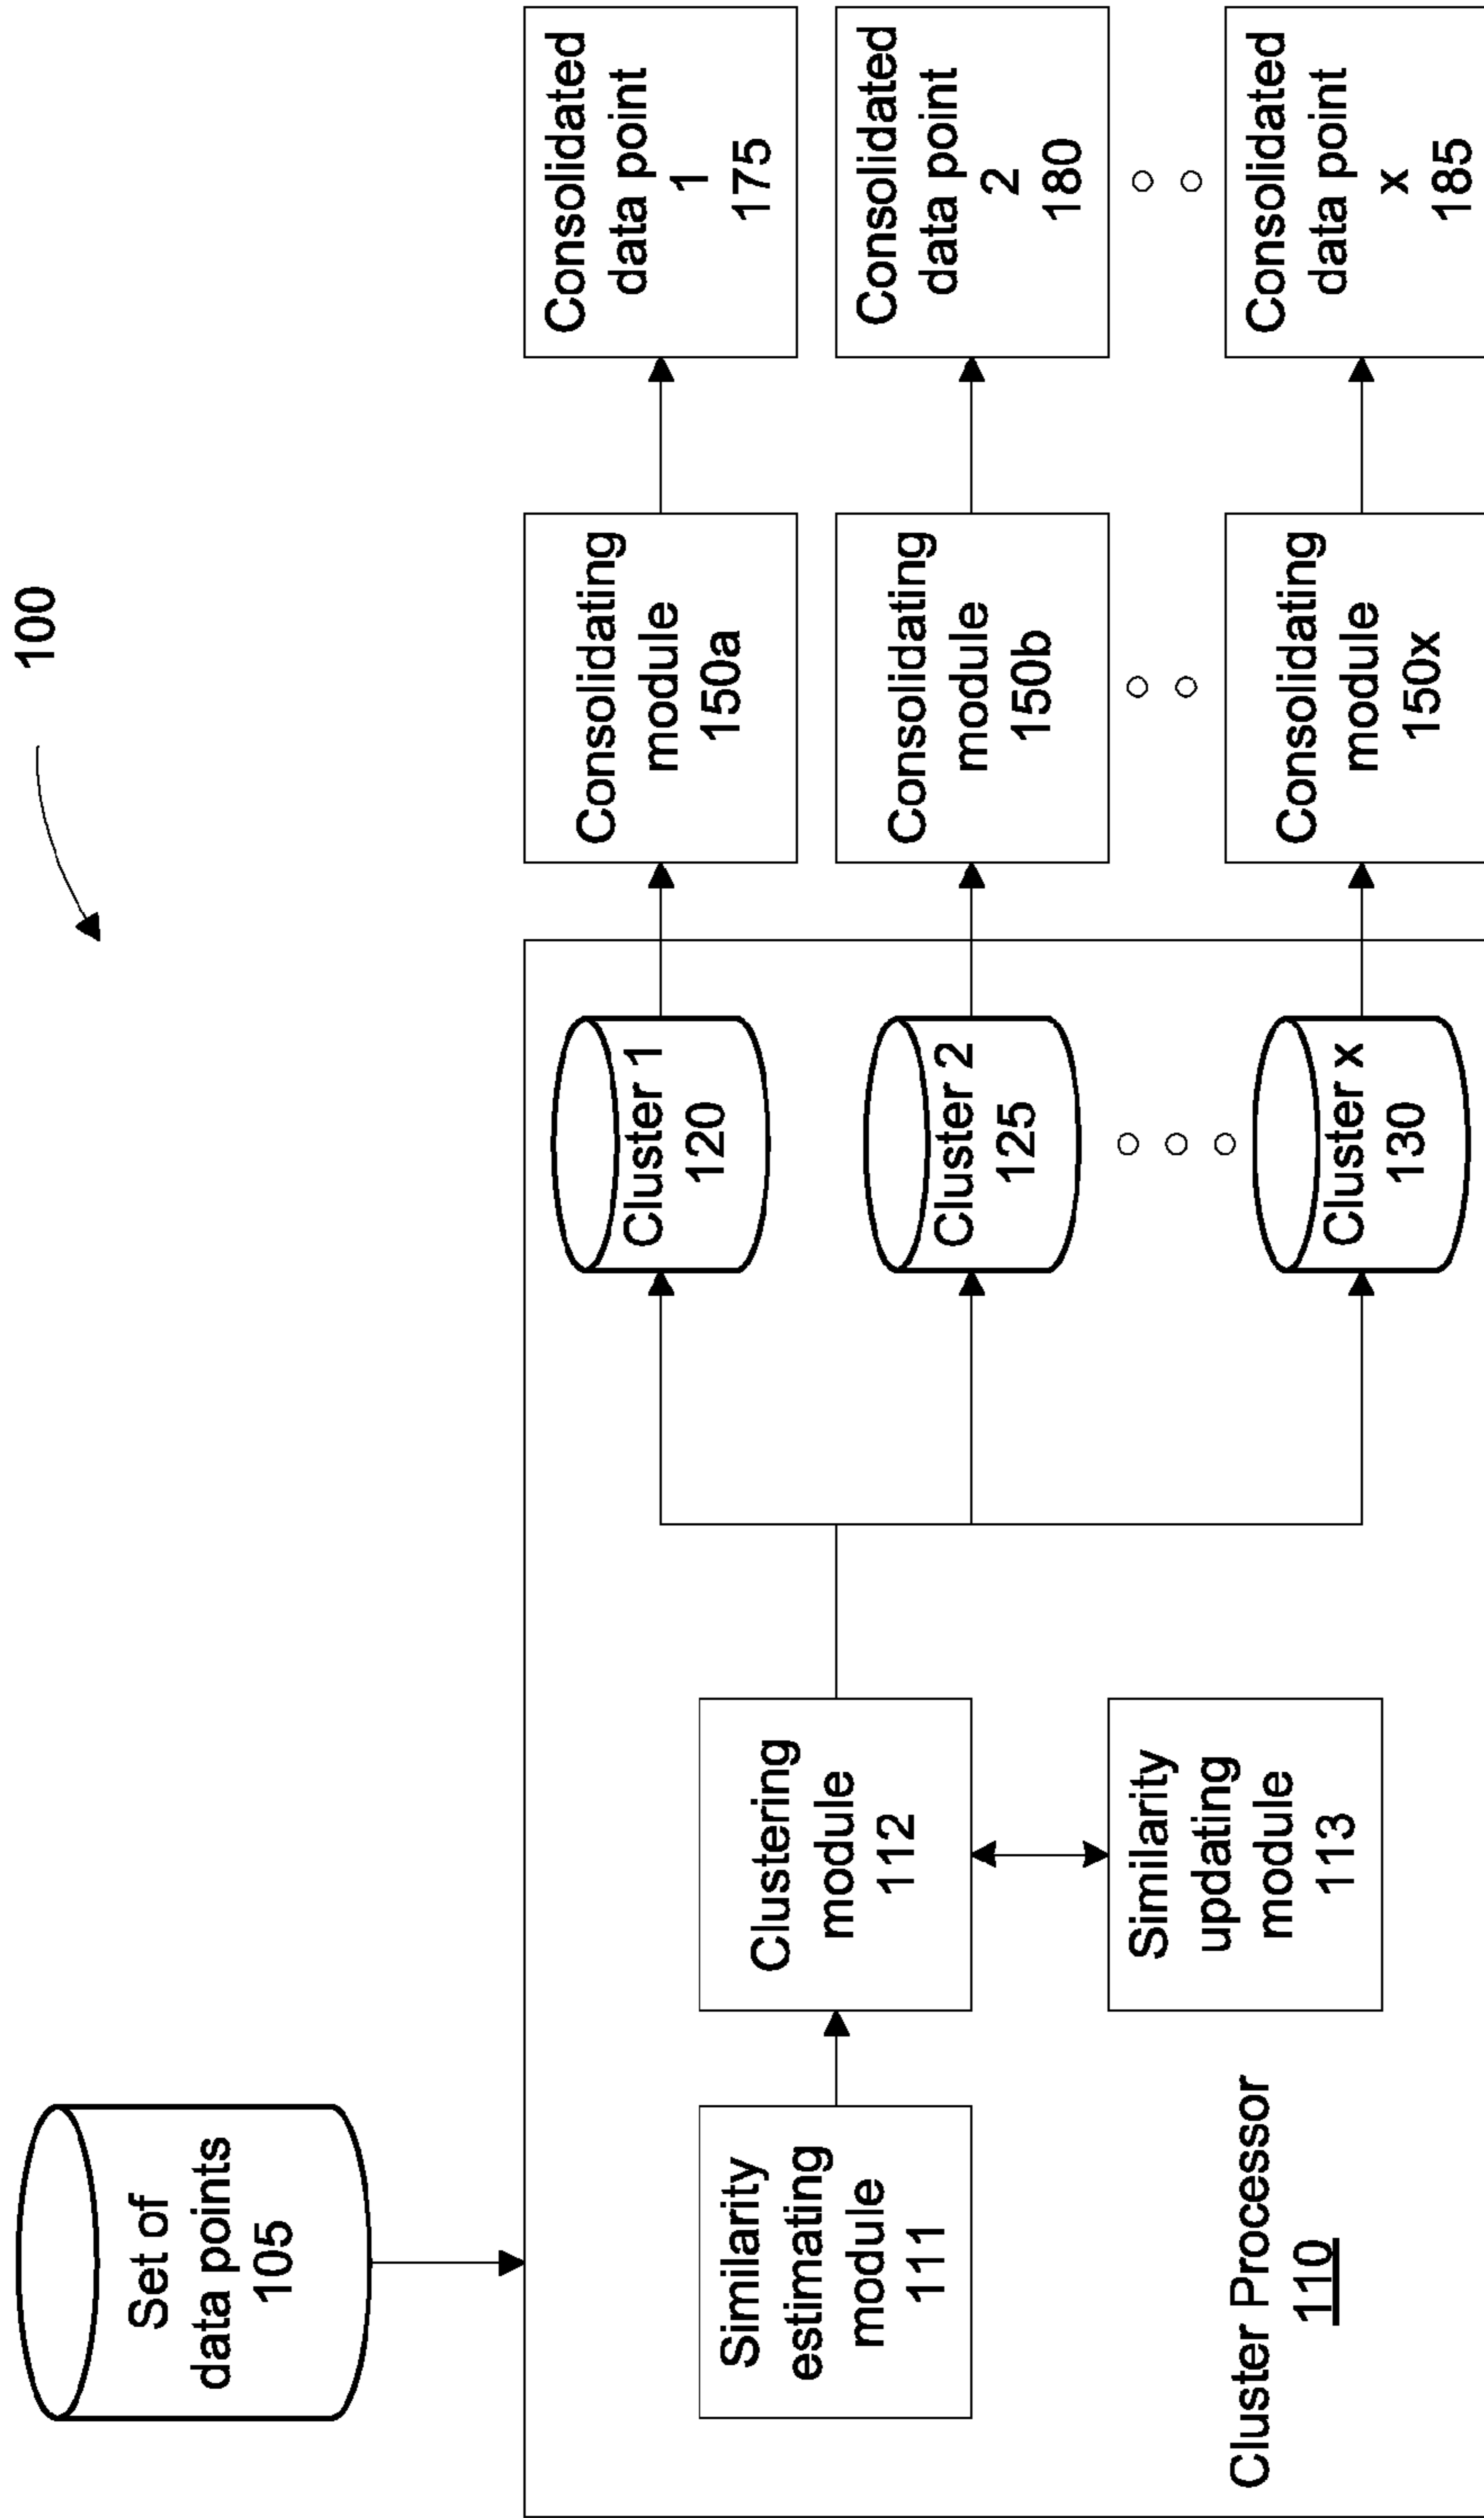 100
Set of
data points
105
Similarity
estimating
module
111
Clustering
module
112
Similarity
updating
module
113
Cluster Processor
110
Cluster 1
120
Cluster 2
125
Cluster x
130
Consolidating
module
150a
Consolidating
module
150b
Consolidating
module
150x
Consolidated
data point
1
175
Consolidated
data point
2
180
Consolidated
data point
x
185